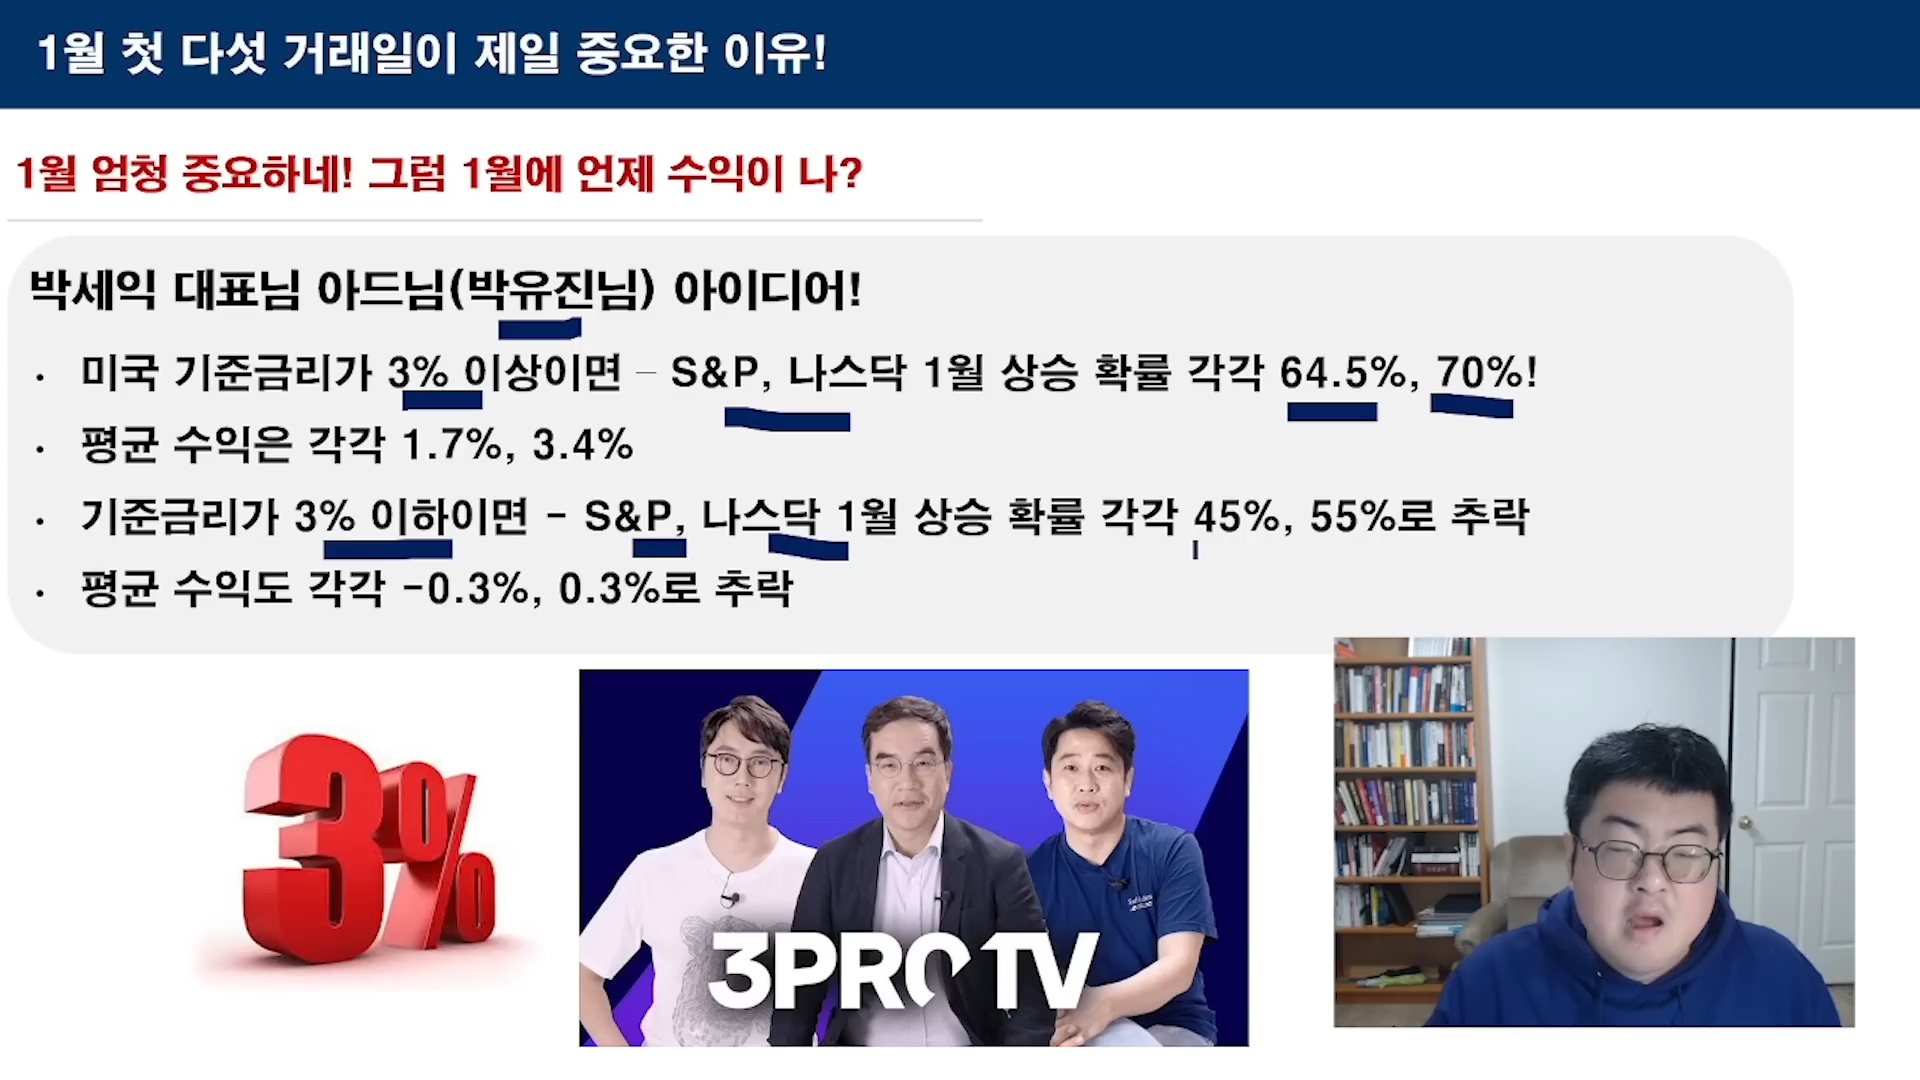 1월 첫 다섯 거래일이 제일 중요한 이유!
1월 엄청 중요하네! 그럼 1월에 언제 수익이 나?
박세익 대표님 아드님(박유진님) 아이디어!
· 미국 기준금리가 3% 이상이면 – S&P, 나스닥 1월 상승 확률 각각 64.5%, 70%!
· 평균 수익은 각각 1.7%, 3.4%
· 기준금리가 3% 이하이면 - S&P, 나스닥 1월 상승 확률 각각 45%, 55%로 추락
· 평균 수익도 각각 -0.3%, 0.3%로 추락
3%
3PRO TV